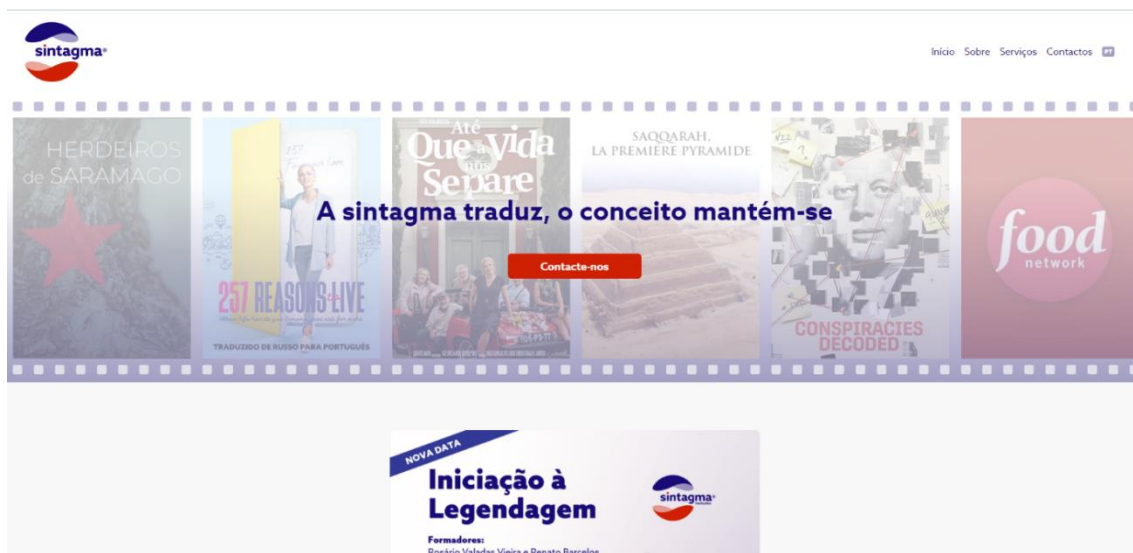 sintagma
Início Sobre Serviços Contactos PT
HERDEIROS
de SARAMAGO
257
257 REASONS TO LIVE
TRADUZIDO DE RUSSO PARA PORTUGUÊS
Até
Que a Vida
nos
Separe
SAQQARAH,
LA PREMIÈRE PYRAMIDE
CONSPIRACIES
DECODED
food
network
A sintagma traduz, o conceito mantém-se
Contacte-nos
NOVA DATA
Iniciação à
Legendagem
sintagma
Formadores:
Rosário Valadas Vieira e Renato Barcelos